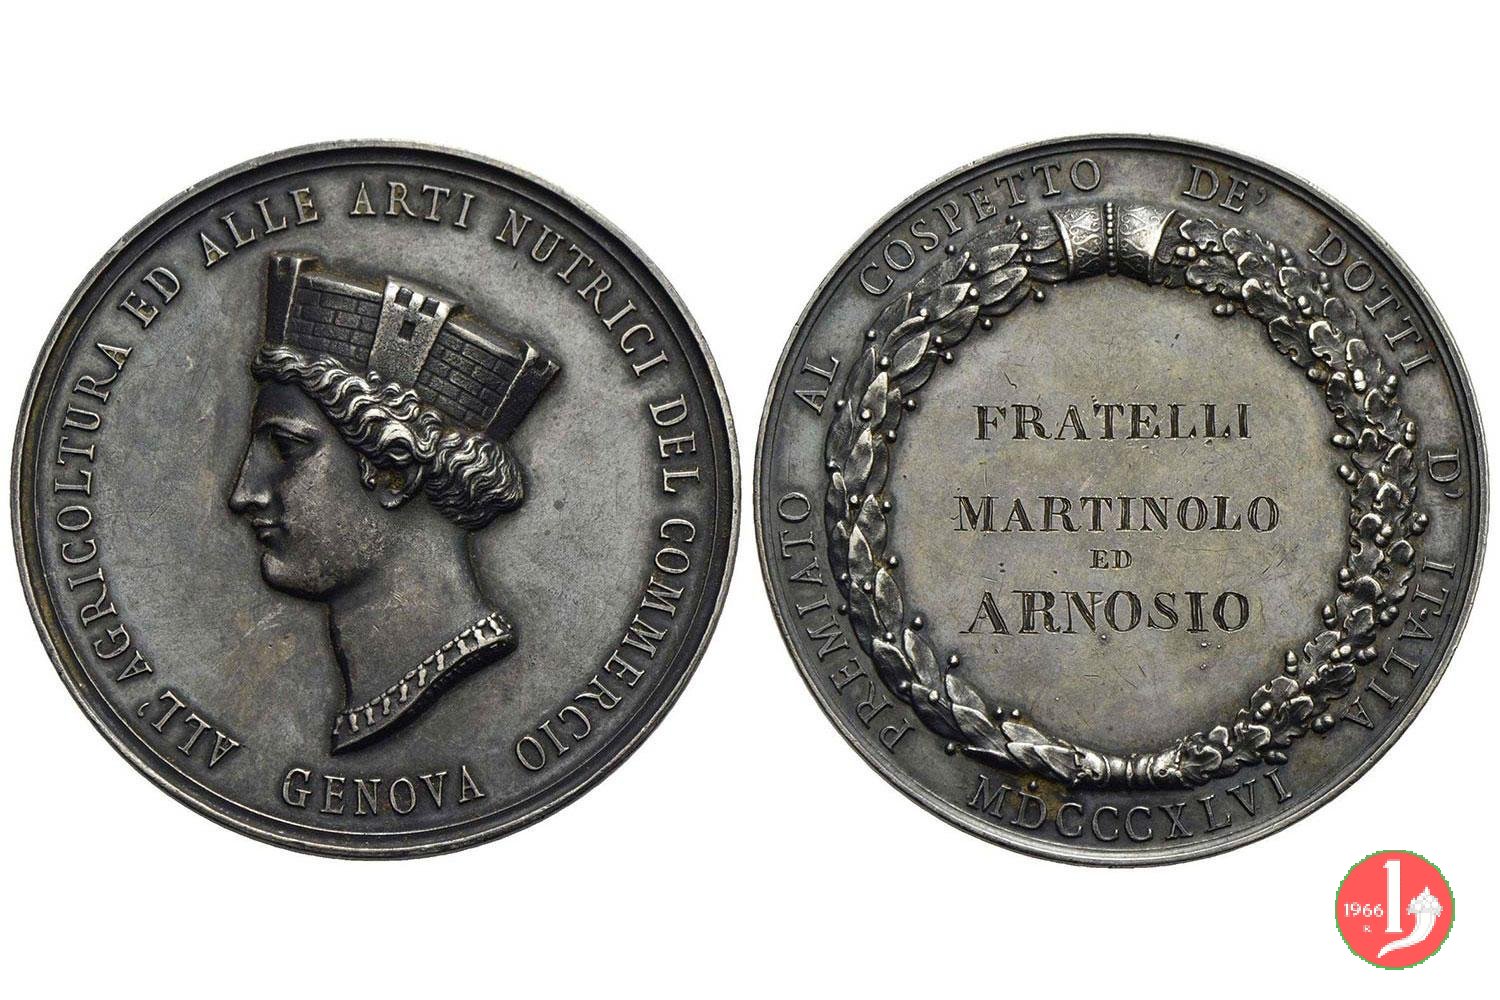 ALL' AGRICOLTURA ED ALLE ARTI NUTRICI DEL COMMERCIO
GENOVA
PREMIATO AL COSPETTO DE' DOTTI D' ITALIA
MDCCCXLVI
FRATELLI
MARTINOLO
ED
ARNOSIO
1966
R.
1